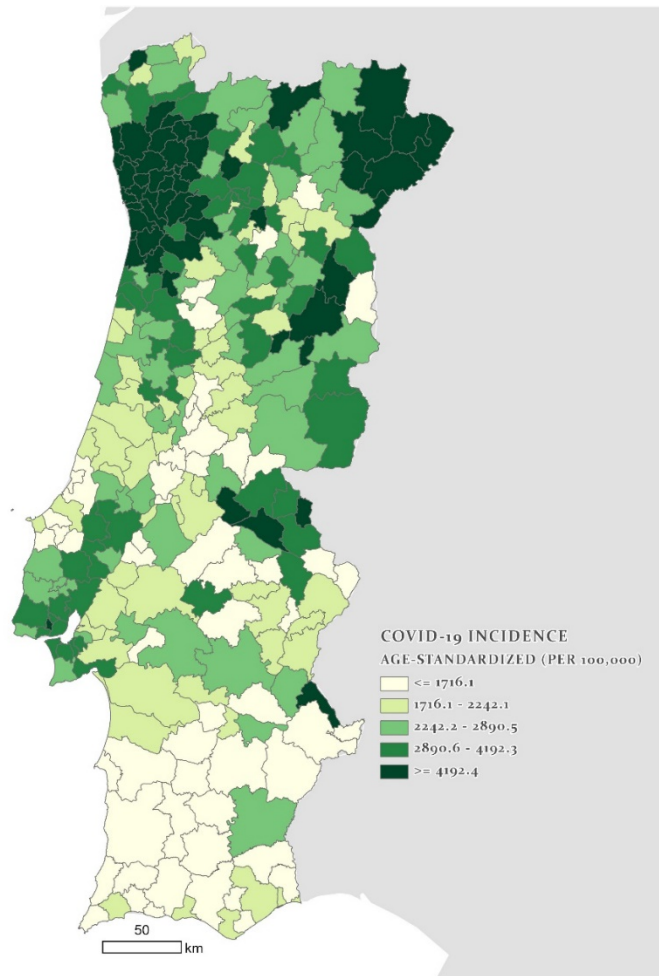 COVID-19 INCIDENCE
AGE-STANDARDIZED (PER 100,000)
<= 1716.1
1716.1 - 2242.1
2242.2 - 2890.5
2890.6 - 4192.3
>= 4192.4
50
km